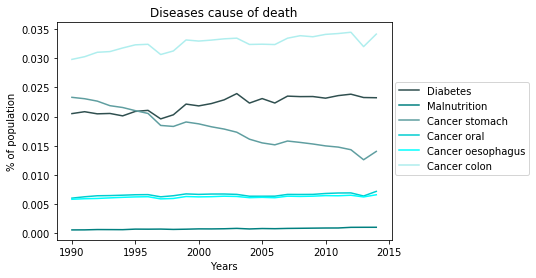 Diseases cause of death
0.035
0.030
0.025
0.020
0.015
0.010
0.005
0.000
% of population
1990
1995
2000
2005
2010
2015
Years
Diabetes
Malnutrition
Cancer stomach
Cancer oral
Cancer oesophagus
Cancer colon